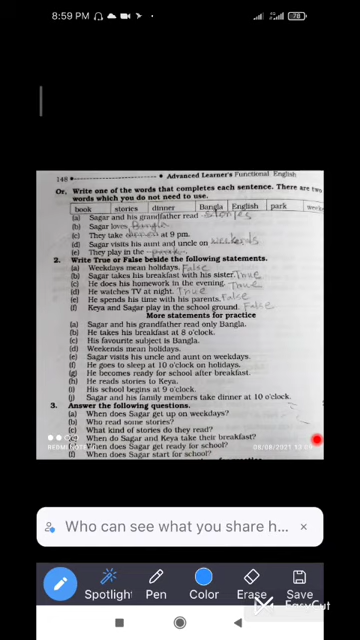 8:59 PM
78
148 Advanced Learner's Functional English
Or, Write one of the words that completes each sentence. There are two
words which you do not need to use.
book stories dinner Bangla English park weeke
(a) Sagar and his grandfather read stories
(b) Sagar loves Bangla
(c) They take dinner at 9 pm.
(d) Sagar visits his aunt and uncle on weekends
(e) They play in the park.
2. Write True or False beside the following statements.
(a) Weekdays mean holidays. False
(b) Sagar takes his breakfast with his sister. True
(c) He does his homework in the evening. True
(d) He watches TV at night. True
(e) He spends his time with his parents. False
(f) Keya and Sagar play in the school ground. False
More statements for practice
(a) Sagar and his grandfather read only Bangla.
(b) He takes his breakfast at 8 o'clock.
(c) His favourite subject is Bangla.
(d) Weekends mean holidays.
(e) Sagar visits his uncle and aunt on weekdays.
(f) He goes to sleep at 10 o'clock on holidays.
(g) He becomes ready for school after breakfast.
(h) He reads stories to Keya.
(i) His school begins at 9 o'clock.
(j) Sagar and his family members take dinner at 10 o'clock.
3. Answer the following questions.
(a) When does Sagar get up on weekdays?
(b) Who read some stories?
(c) What kind of stories do they read?
When do Sagar and Keya take their breakfast?
When does Sagar get ready for school?
(f) When does Sagar start for school?
Who can see what you share h...
Spotlight Pen Color Erase Save
EasyCut